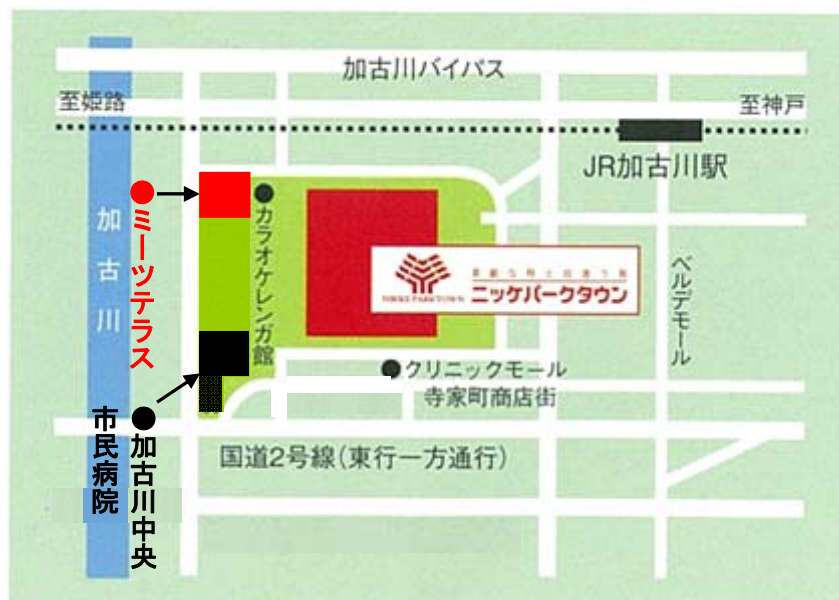 加古川バイパス
至姫路
至神戸
JR加古川駅
加古川
●ミーツテラス
●カラオケレンガ館
NIKKE PARKTOWN
ニッケパークタウン
ベルデモール
●クリニックモール
寺家町商店街
●加古川中央
市民病院
国道2号線(東行一方通行)